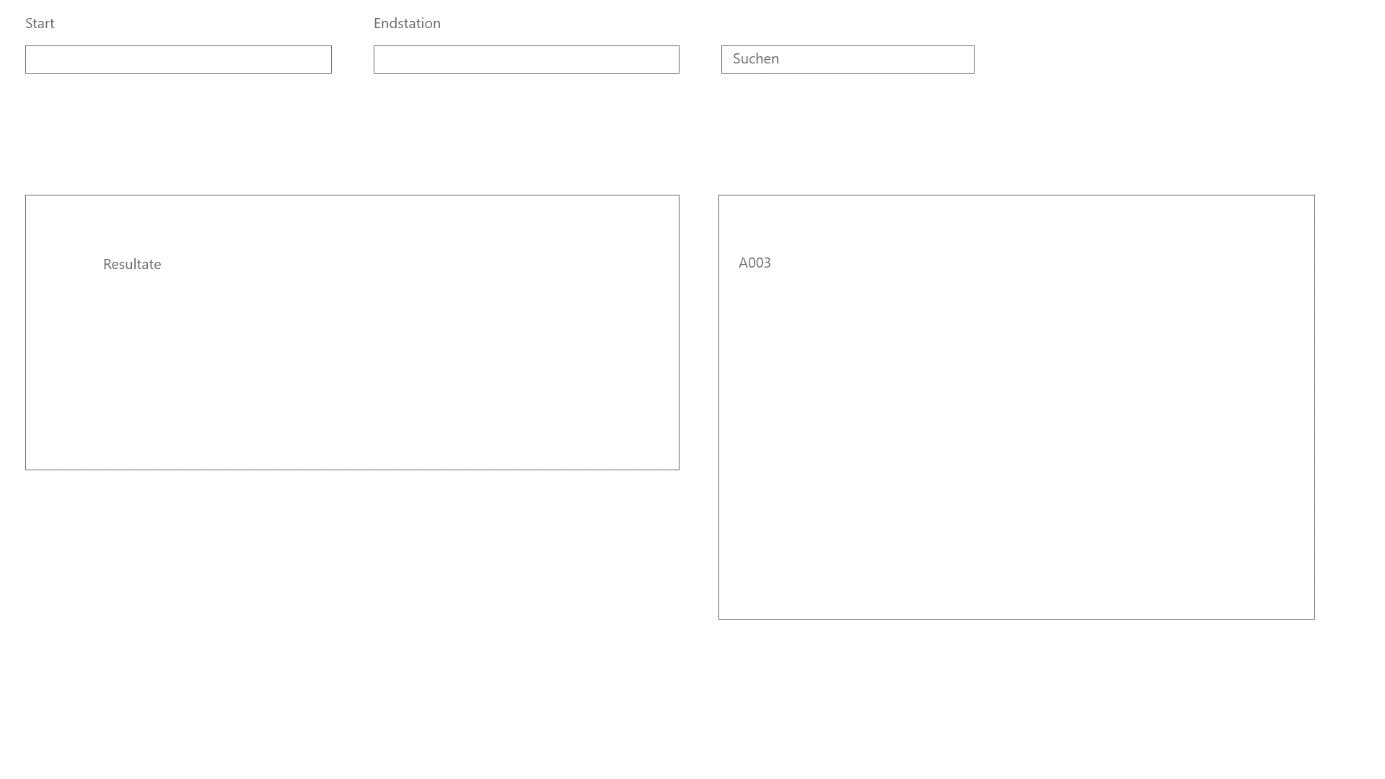 Start
Endstation
Suchen
Resultate
A003